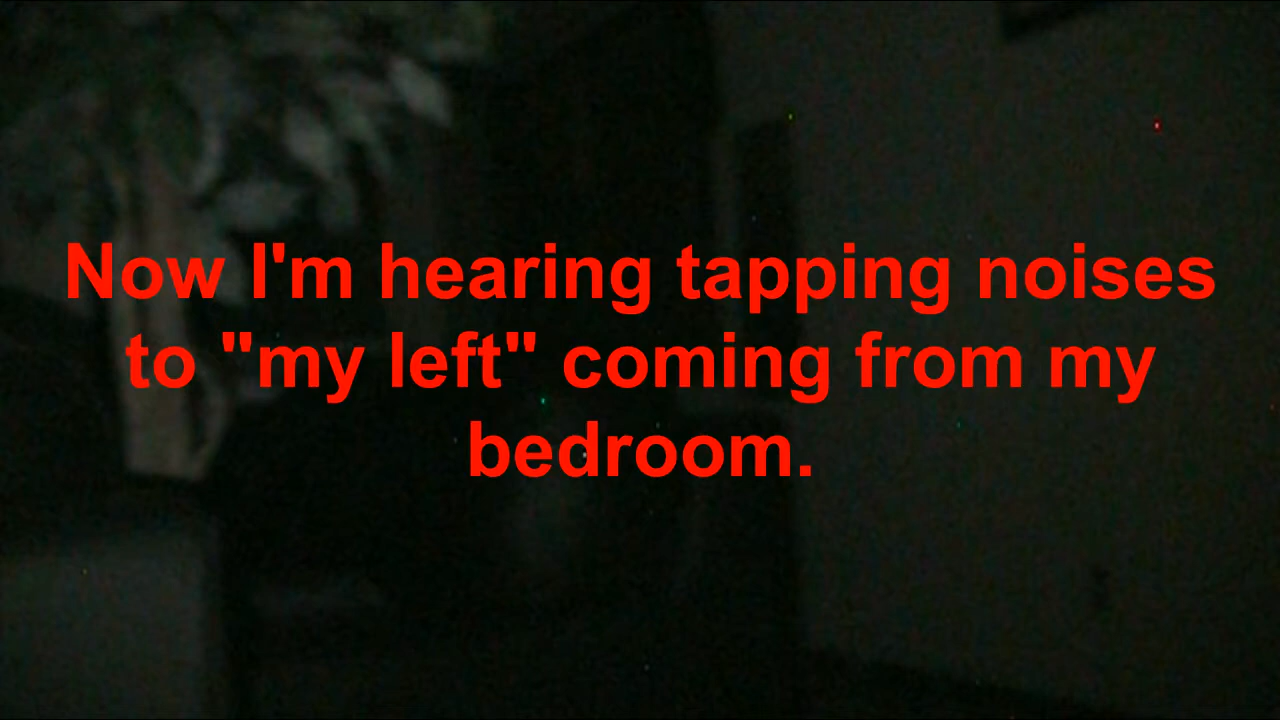 Now I'm hearing tapping noises
to "my left" coming from my
bedroom.